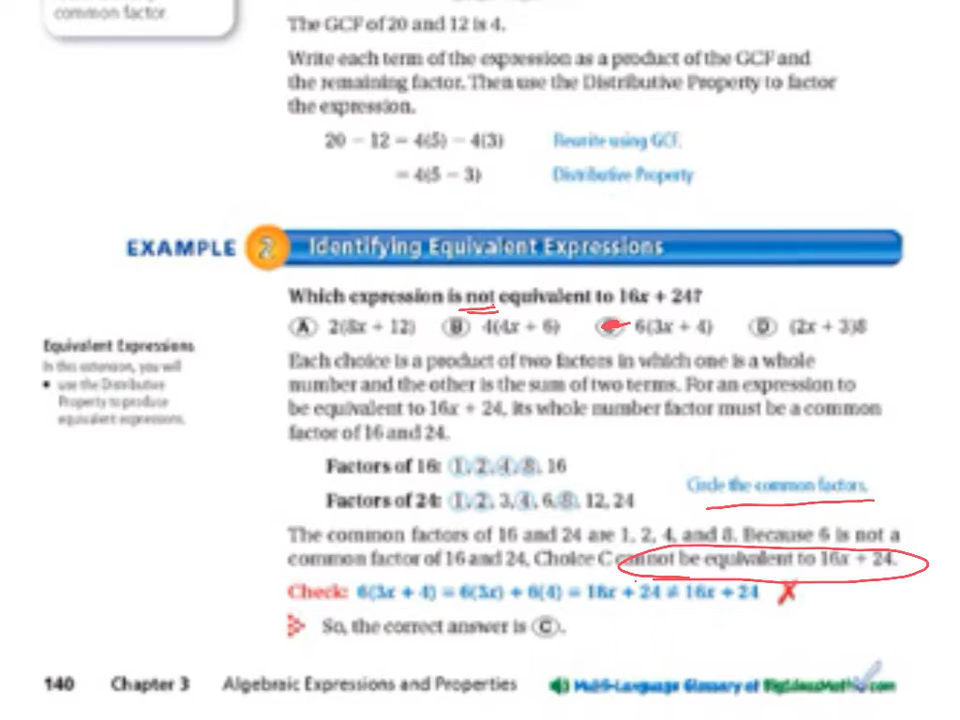 common factor
The GCF of 20 and 12 is 4.
Write each term of the expression as a product of the GCF and
the remaining factor. Then use the Distributive Property to factor
the expression.
20 − 12 = 4(5) − 4(3) Rewrite using GCF.
= 4(5 − 3) Distributive Property
EXAMPLE 2 Identifying Equivalent Expressions
Which expression is not equivalent to 16x + 24?
A 2(8x + 12) B 4(4x + 6) 6(3x + 4) D (2x + 3)8
Equivalent Expressions
In this extension, you will
• use the Distributive
Property to produce
equivalent expressions.
Each choice is a product of two factors in which one is a whole
number and the other is the sum of two terms. For an expression to
be equivalent to 16x + 24, its whole number factor must be a common
factor of 16 and 24.
Factors of 16: 1, 2, 4, 8, 16
Factors of 24: 1, 2, 3, 4, 6, 8, 12, 24
Circle the common factors.
The common factors of 16 and 24 are 1, 2, 4, and 8. Because 6 is not a
common factor of 16 and 24, Choice C cannot be equivalent to 16x + 24.
Check: 6(3x + 4) = 6(3x) + 6(4) = 18x + 24 ≠ 16x + 24 ✗
So, the correct answer is C.
140 Chapter 3 Algebraic Expressions and Properties Multi-Language Glossary at BigIdeasMath.com